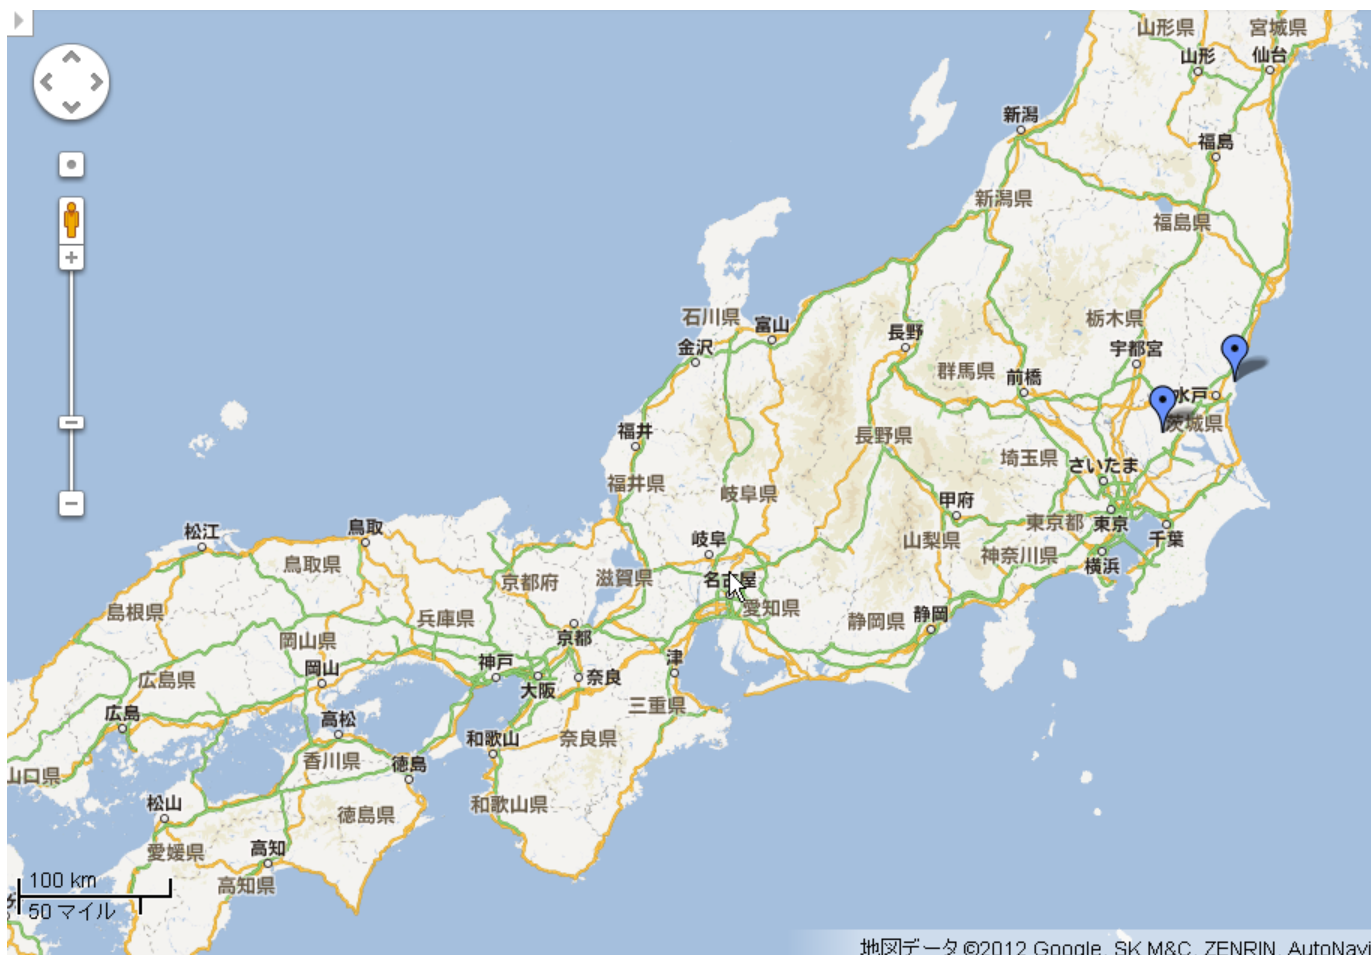 山形県
宮城県
山形
仙台
新潟
福島
新潟県
福島県
石川県
富山
栃木県
長野
宇都宮
金沢
群馬県
前橋
水戸
茨城県
福井
長野県
埼玉県
さいたま
福井県
岐阜県
甲府
東京都
東京
松江
鳥取
岐阜
山梨県
神奈川県
千葉
横浜
鳥取県
京都府
滋賀県
名古屋
愛知県
島根県
兵庫県
静岡県
静岡
岡山県
京都
広島県
岡山
神戸
大阪
奈良
津
三重県
広島
高松
和歌山
奈良県
香川県
徳島
山口県
松山
徳島県
和歌山県
愛媛県
高知
高知県
100 km
50 マイル
地図データ ©2012 Google, SK M&C, ZENRIN, AutoNavi